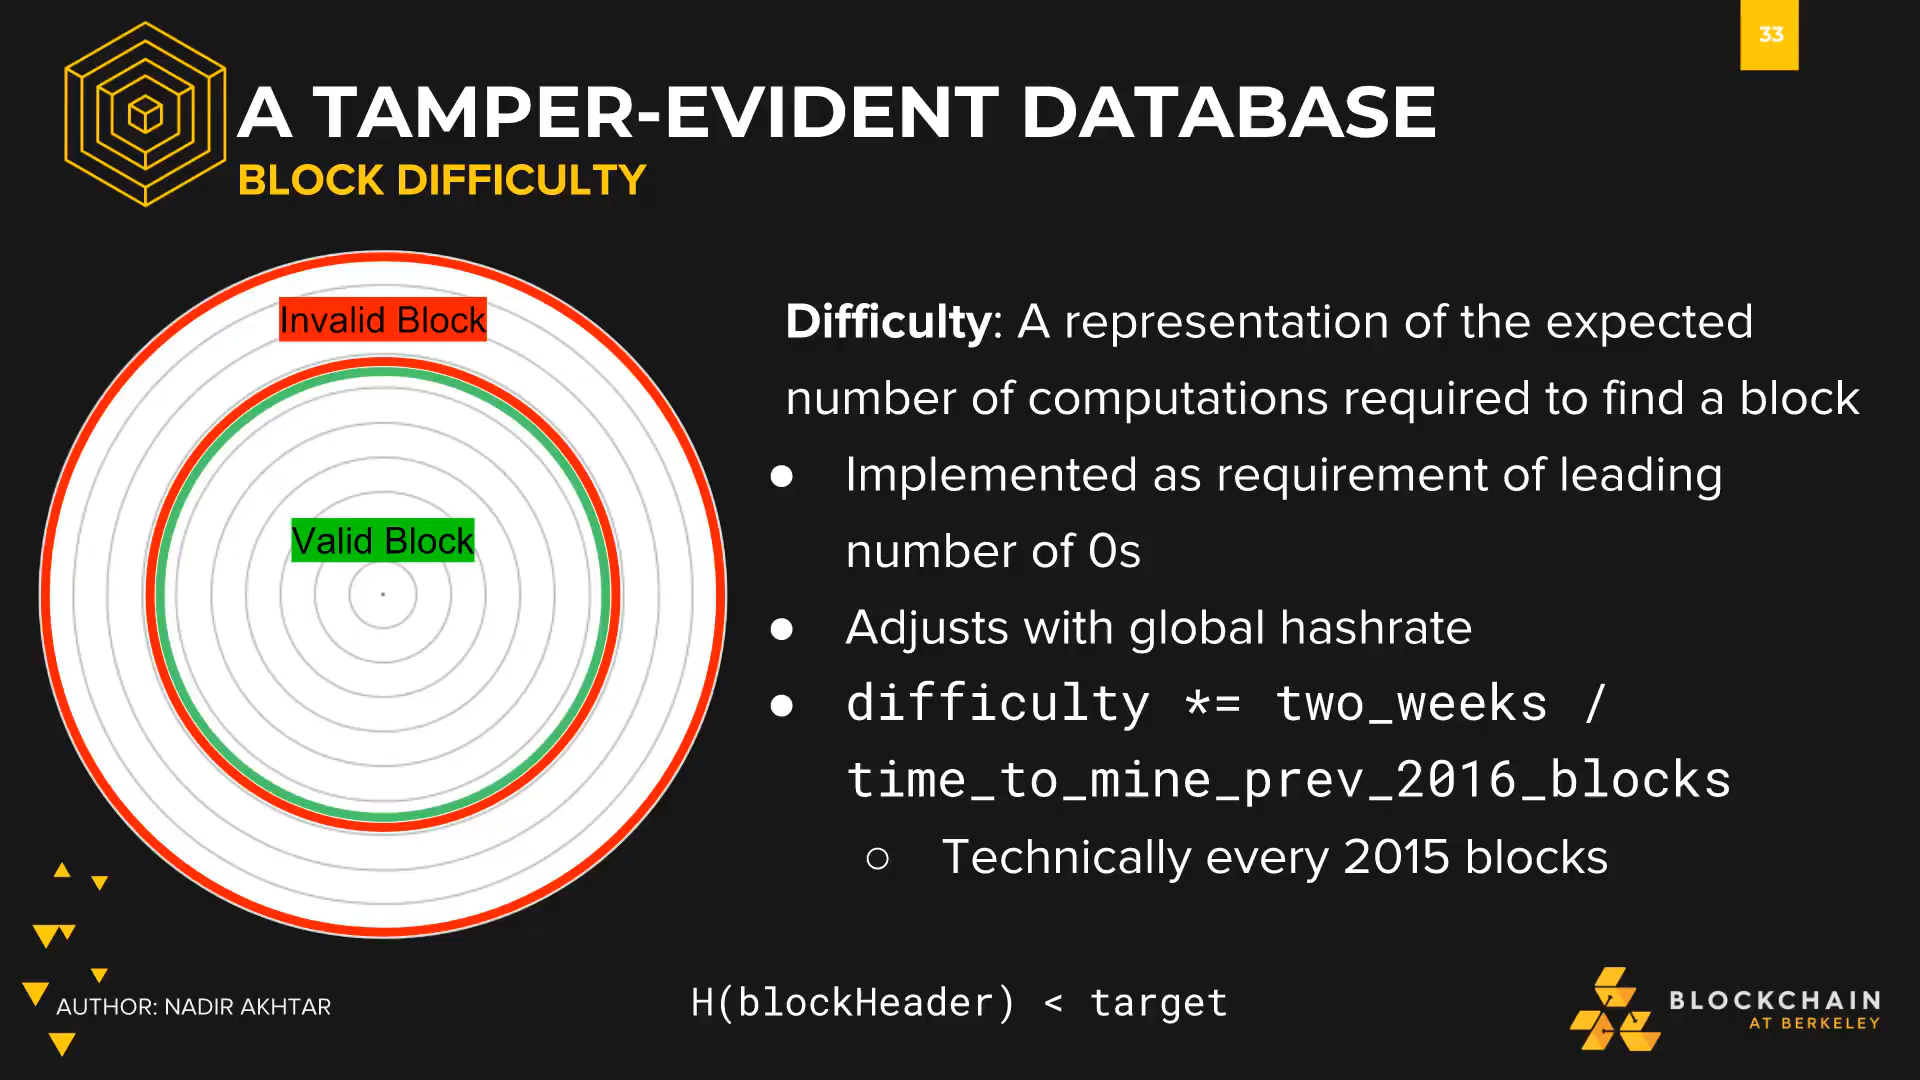 33
A TAMPER-EVIDENT DATABASE
BLOCK DIFFICULTY
Invalid Block
Valid Block
Difficulty: A representation of the expected
number of computations required to find a block
● Implemented as requirement of leading
number of 0s
● Adjusts with global hashrate
● difficulty *= two_weeks /
time_to_mine_prev_2016_blocks
○ Technically every 2015 blocks
AUTHOR: NADIR AKHTAR
H(blockHeader) < target
BLOCKCHAIN
AT BERKELEY